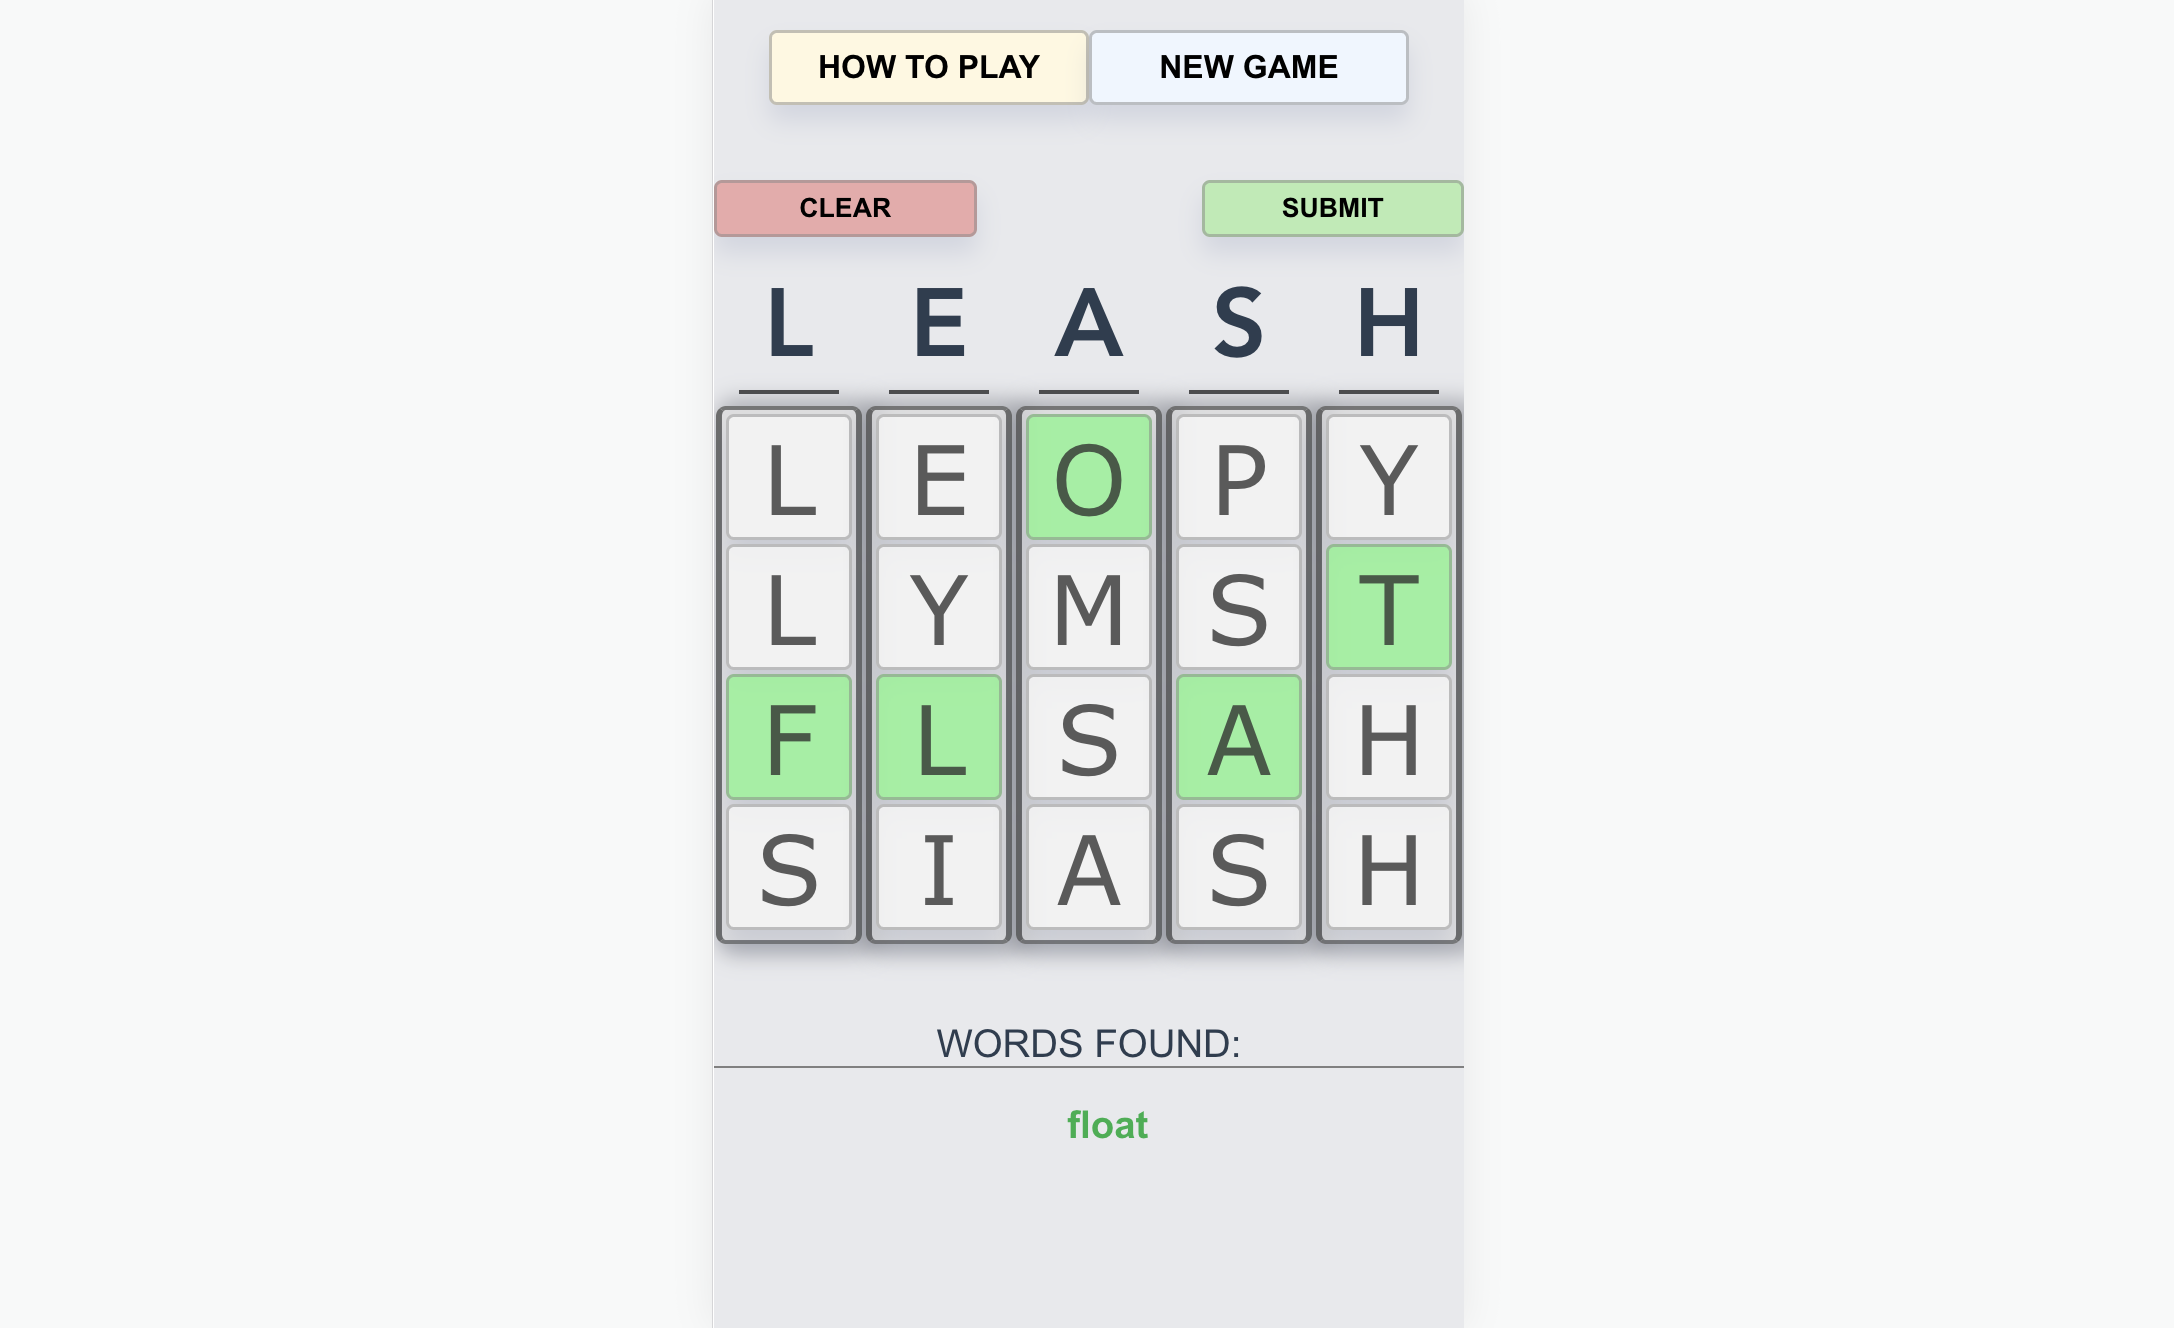 HOW TO PLAY NEW GAME
CLEAR SUBMIT
L E A S H
L E O P Y
L Y M S T
F L S A H
S I A S H
WORDS FOUND:
float